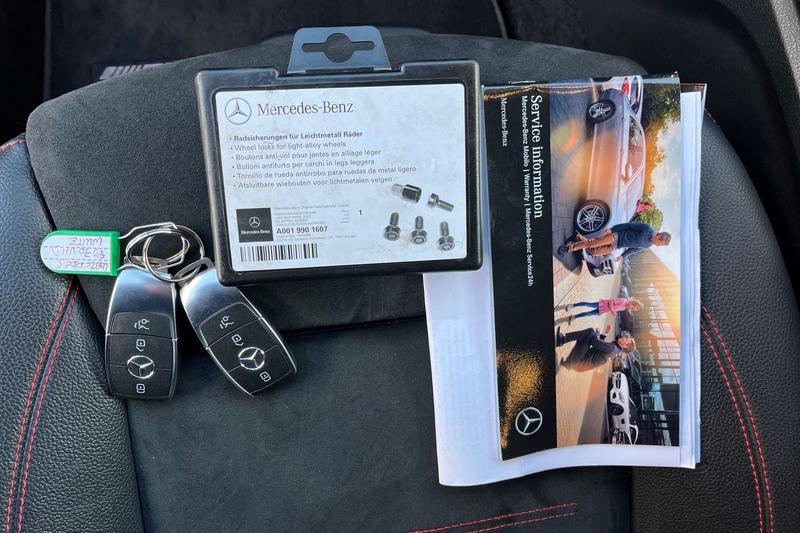 Mercedes-Benz
• Radsicherungen für Leichtmetall Räder
• Wheel locks for light-alloy wheels
• Boulons anti-vol pour jantes en alliage léger
• Bulloni antifurto per cerchi in lega leggera
• Tornillo de rueda antirrobo para ruedas de metal ligero
• Afsluitbare wielbouten voor lichtmetalen velgen
Mercedes-Benz
1
A001 990 1607
Service information
Mercedes-Benz Mobilo | Warranty | Mercedes-Benz Service24h
Mercedes-Benz
MERCEDES
WHITE